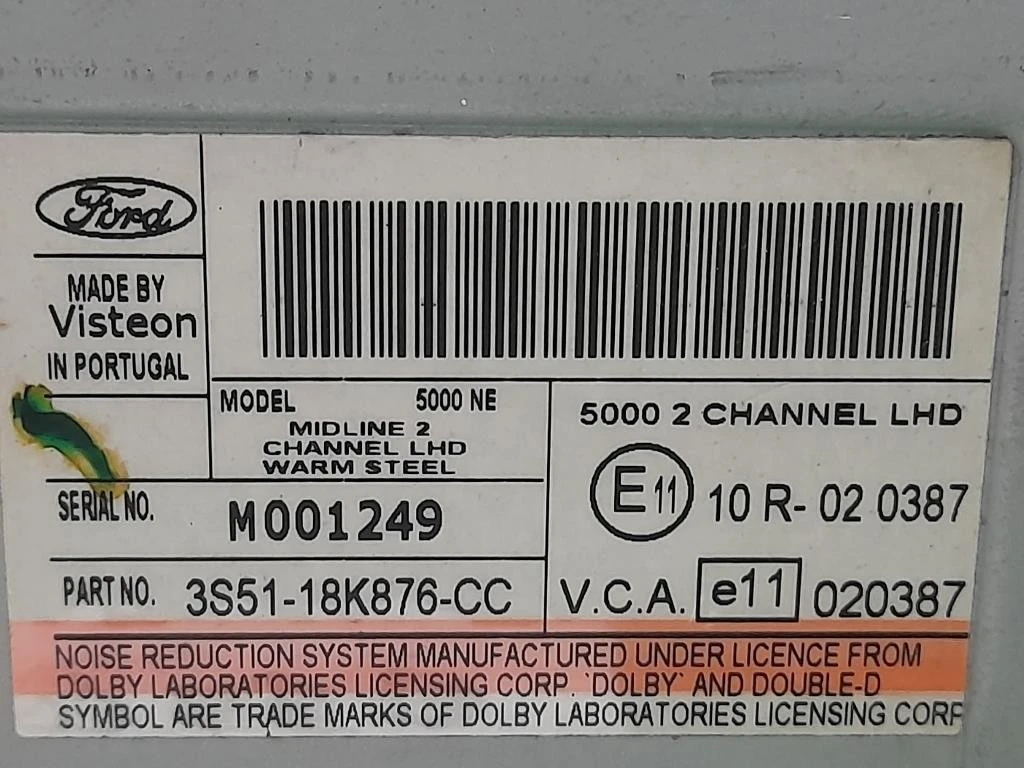 Ford
MADE BY
Visteon
IN PORTUGAL
MODEL 5000 NE
MIDLINE 2
CHANNEL LHD
WARM STEEL
5000 2 CHANNEL LHD
E11 10 R- 02 0387
SERIAL NO. M001249
PART NO. 3S51-18K876-CC
V.C.A. e11 020387
NOISE REDUCTION SYSTEM MANUFACTURED UNDER LICENCE FROM
DOLBY LABORATORIES LICENSING CORP. 'DOLBY' AND DOUBLE-D
SYMBOL ARE TRADE MARKS OF DOLBY LABORATORIES LICENSING CORP